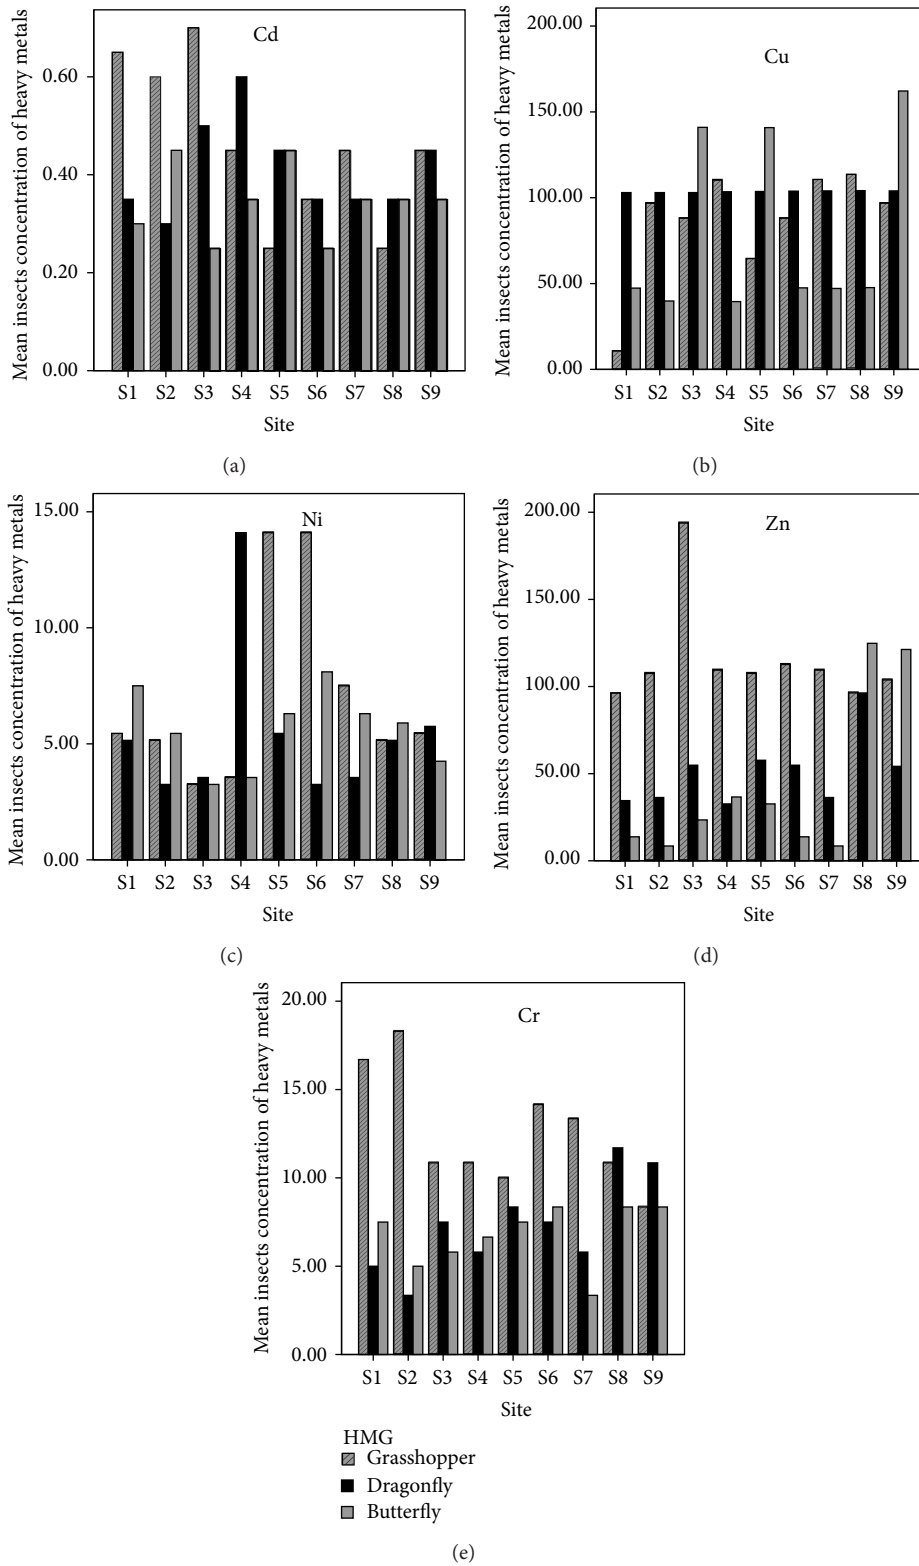 Mean insects concentration of heavy metals
Cd
0.60
0.40
0.20
0.00
S1 S2 S3 S4 S5 S6 S7 S8 S9
Site
(a)
Mean insects concentration of heavy metals
Cu
200.00
150.00
100.00
50.00
0.00
S1 S2 S3 S4 S5 S6 S7 S8 S9
Site
(b)
Mean insects concentration of heavy metals
Ni
15.00
10.00
5.00
0.00
S1 S2 S3 S4 S5 S6 S7 S8 S9
Site
(c)
Mean insects concentration of heavy metals
Zn
200.00
150.00
100.00
50.00
0.00
S1 S2 S3 S4 S5 S6 S7 S8 S9
Site
(d)
Mean insects concentration of heavy metals
Cr
20.00
15.00
10.00
5.00
0.00
S1 S2 S3 S4 S5 S6 S7 S8 S9
Site
HMG
Grasshopper
Dragonfly
Butterfly
(e)